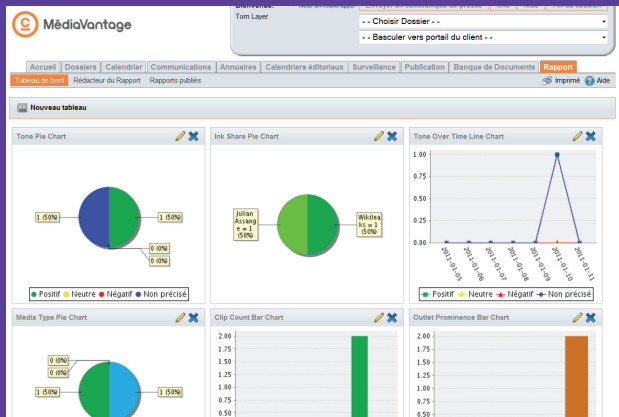 MédiaVantage
Bienvenue:
Tom Layer
- - Choisir Dossier - -
- - Basculer vers portail du client - -
Accueil Dossiers Calendrier Communications Annuaires Calendriers éditoriaux Surveillance Publication Banque de Documents Rapport
Tableau de bord Rédacteur du Rapport Rapports publiés Imprimé Aide
Nouveau tableau
Tone Pie Chart
1 (50%)
1 (50%)
0 (0%)
0 (0%)
Positif Neutre Négatif Non précisé
Ink Share Pie Chart
Julian
Assang
e = 1
(50%)
Wikilea
ks = 1
(50%)
Tone Over Time Line Chart
1.00
0.75
0.50
0.25
0.00
2011-01-05
2011-01-06
2011-01-07
2011-01-08
2011-01-09
2011-01-10
2011-01-11
Positif Neutre Négatif Non précisé
Media Type Pie Chart
0 (0%)
0 (0%)
1 (50%)
1 (50%)
Clip Count Bar Chart
2.00
1.75
1.50
1.25
1.00
0.75
0.50
Outlet Prominence Bar Chart
2.00
1.75
1.50
1.25
1.00
0.75
0.50